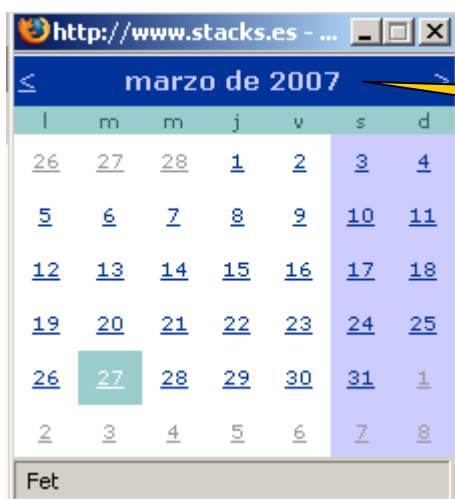 http://www.stacks.es - ...
< marzo de 2007 >
l m m j v s d
26 27 28 1 2 3 4
5 6 7 8 9 10 11
12 13 14 15 16 17 18
19 20 21 22 23 24 25
26 27 28 29 30 31 1
2 3 4 5 6 7 8
Fet